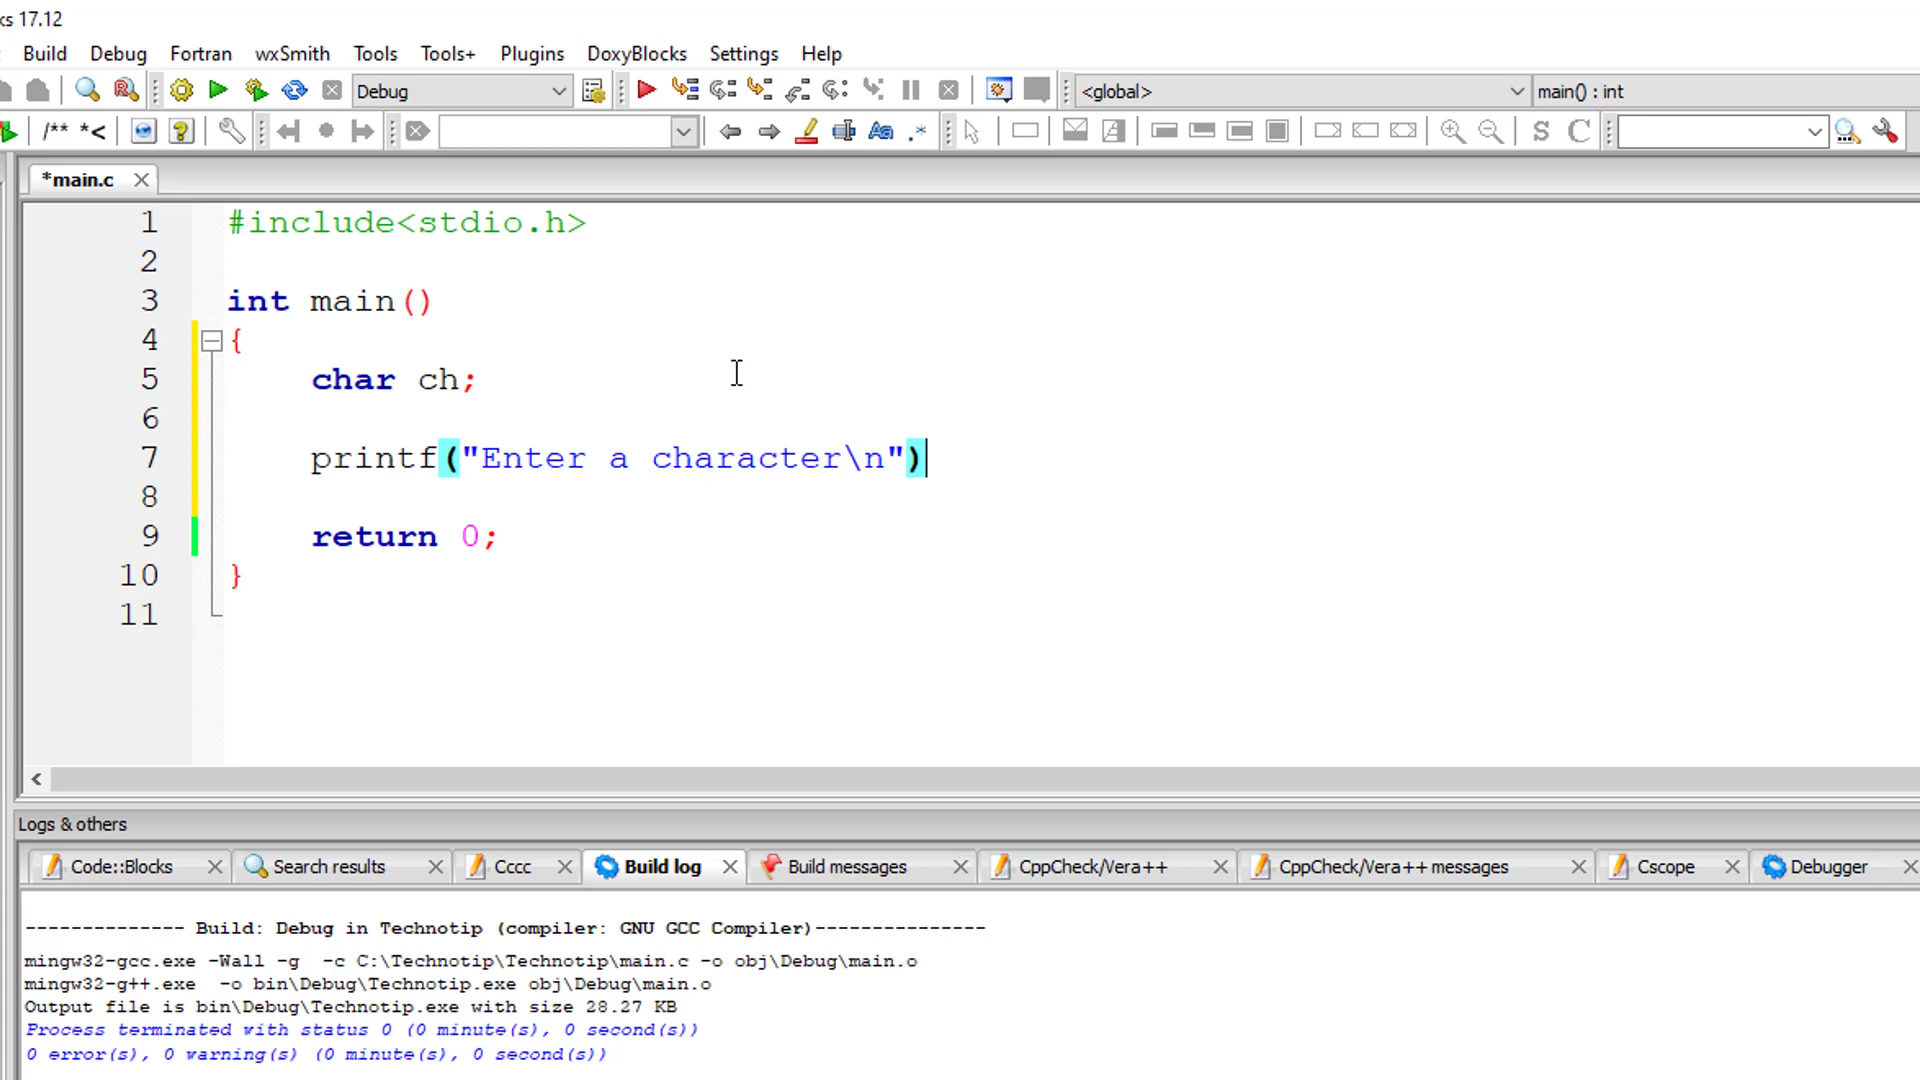 ks 17.12
Build Debug Fortran wxSmith Tools Tools+ Plugins DoxyBlocks Settings Help
Debug <global> main() : int
/** *< Aa .* S C
*main.c
1 #include<stdio.h>
2
3 int main()
4 {
5 char ch;
6
7 printf("Enter a character\n")
8
9 return 0;
10 }
11
Logs & others
Code::Blocks Search results Cccc Build log Build messages CppCheck/Vera++ CppCheck/Vera++ messages Cscope Debugger
-------------- Build: Debug in Technotip (compiler: GNU GCC Compiler)---------------
mingw32-gcc.exe -Wall -g  -c C:\Technotip\Technotip\main.c -o obj\Debug\main.o
mingw32-g++.exe  -o bin\Debug\Technotip.exe obj\Debug\main.o
Output file is bin\Debug\Technotip.exe with size 28.27 KB
Process terminated with status 0 (0 minute(s), 0 second(s))
0 error(s), 0 warning(s) (0 minute(s), 0 second(s))